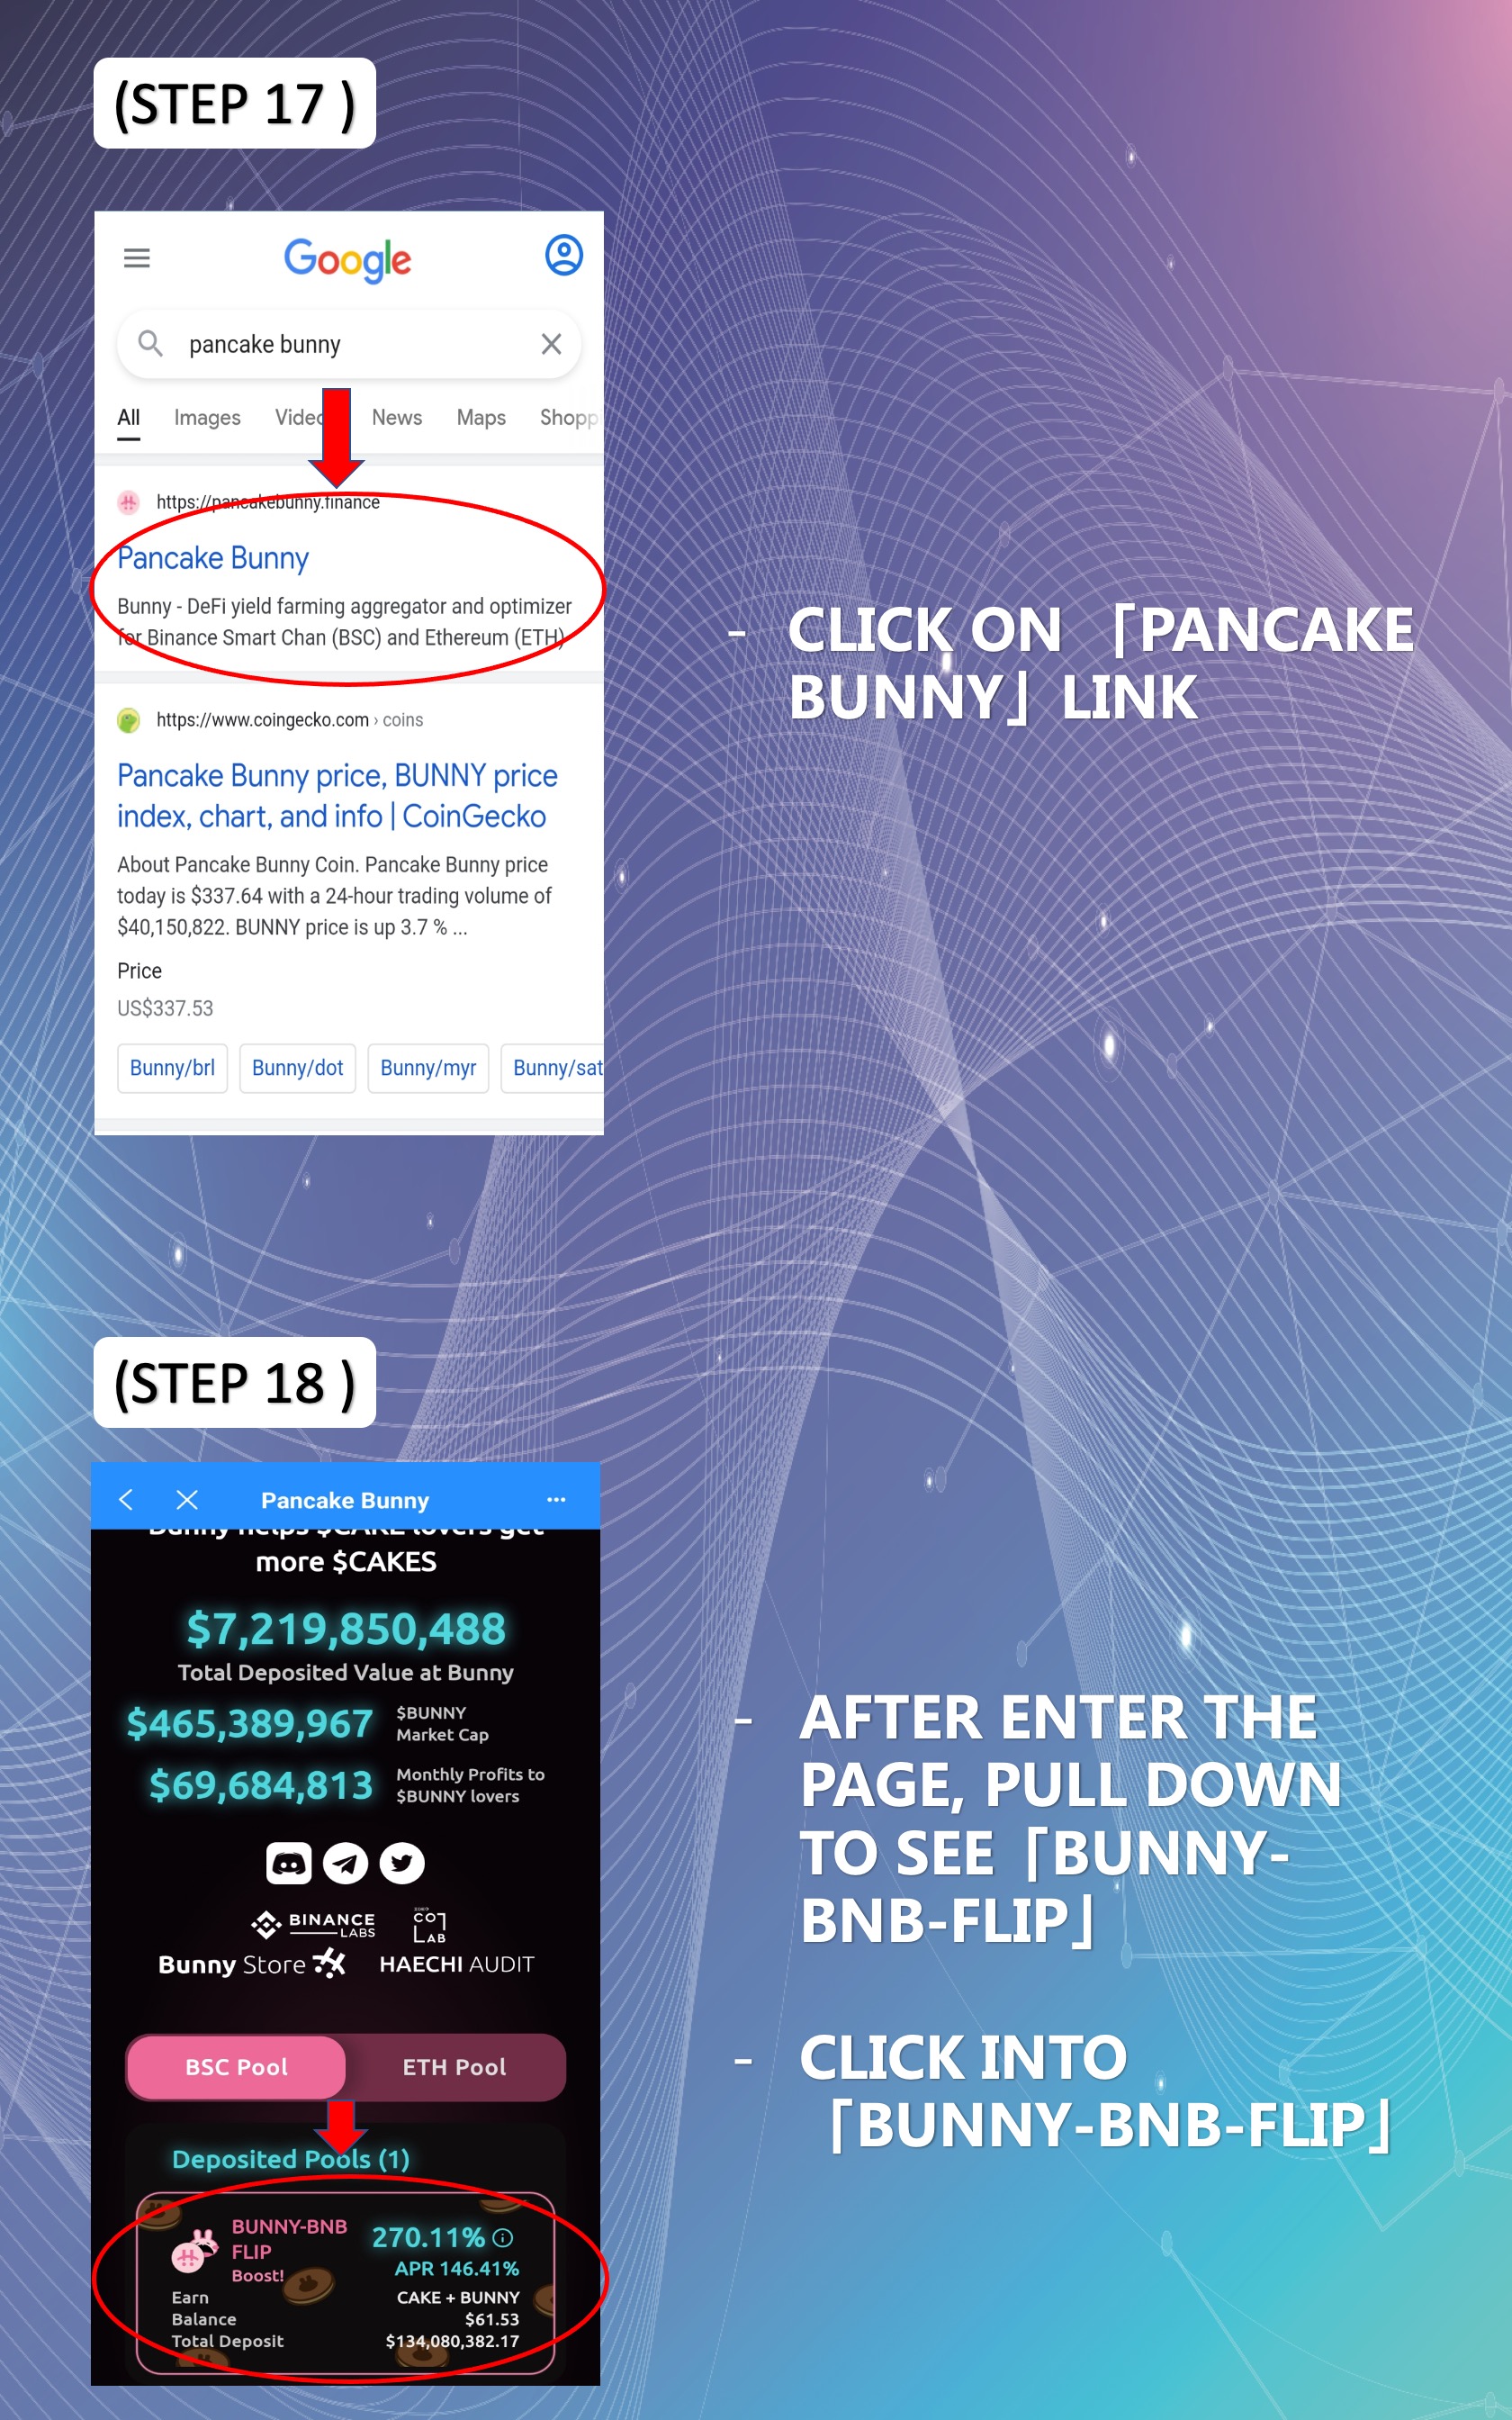 (STEP 17 )
Google
pancake bunny
All Images Videc News Maps Shopp
https://pancakebunny.finance
Pancake Bunny
Bunny - DeFi yield farming aggregator and optimizer
for Binance Smart Chan (BSC) and Ethereum (ETH)
https://www.coingecko.com › coins
Pancake Bunny price, BUNNY price
index, chart, and info | CoinGecko
About Pancake Bunny Coin. Pancake Bunny price
today is $337.64 with a 24-hour trading volume of
$40,150,822. BUNNY price is up 3.7 % ...
Price
US$337.53
Bunny/brl Bunny/dot Bunny/myr Bunny/sat
- CLICK ON 「PANCAKE
BUNNY」 LINK
(STEP 18 )
Pancake Bunny
Bunny helps $CAKE lovers get
more $CAKES
$7,219,850,488
Total Deposited Value at Bunny
$465,389,967 $BUNNY
Market Cap
$69,684,813 Monthly Profits to
$BUNNY lovers
BINANCE
LABS
COL
LAB
Bunny Store HAECHI AUDIT
BSC Pool ETH Pool
Deposited Pools (1)
BUNNY-BNB
FLIP
Boost!
270.11%
APR 146.41%
Earn CAKE + BUNNY
Balance $61.53
Total Deposit $134,080,382.17
- AFTER ENTER THE
PAGE, PULL DOWN
TO SEE 「BUNNY-
BNB-FLIP」
- CLICK INTO
「BUNNY-BNB-FLIP」